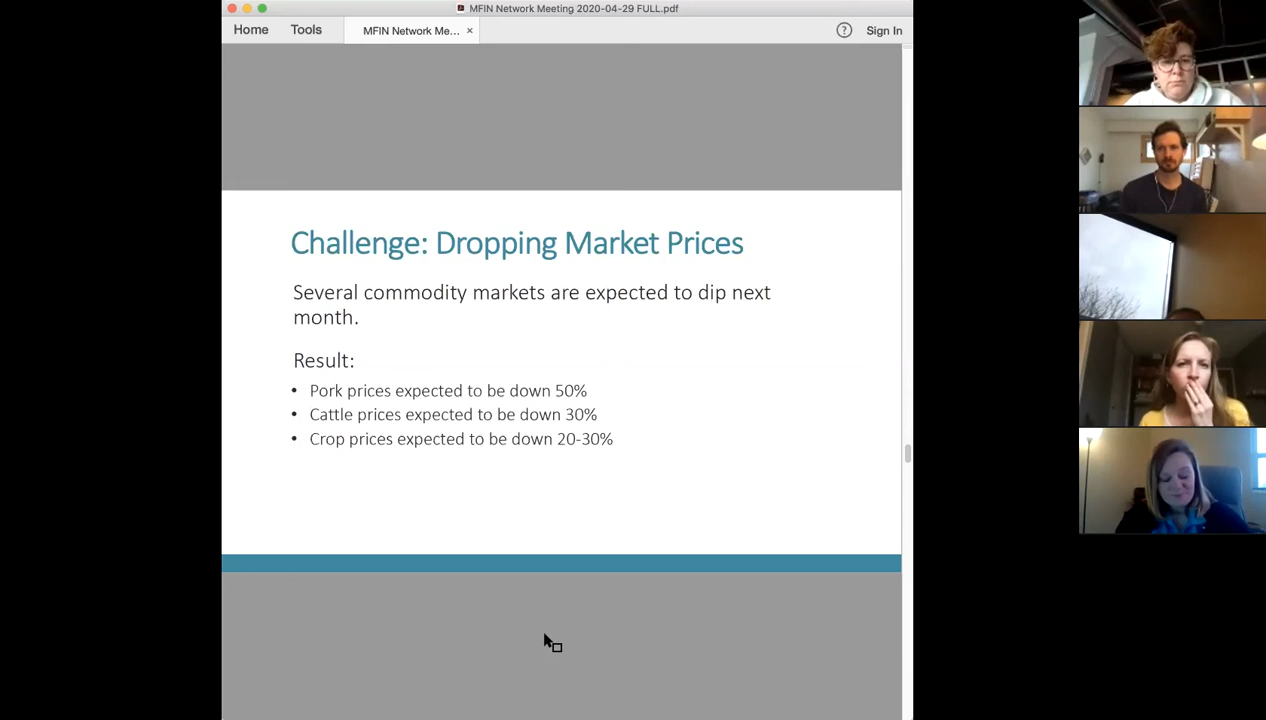 MFIN Network Meeting 2020-04-29 FULL.pdf
Home Tools MFIN Network Me... × ? Sign In
Challenge: Dropping Market Prices
Several commodity markets are expected to dip next
month.
Result:
• Pork prices expected to be down 50%
• Cattle prices expected to be down 30%
• Crop prices expected to be down 20-30%